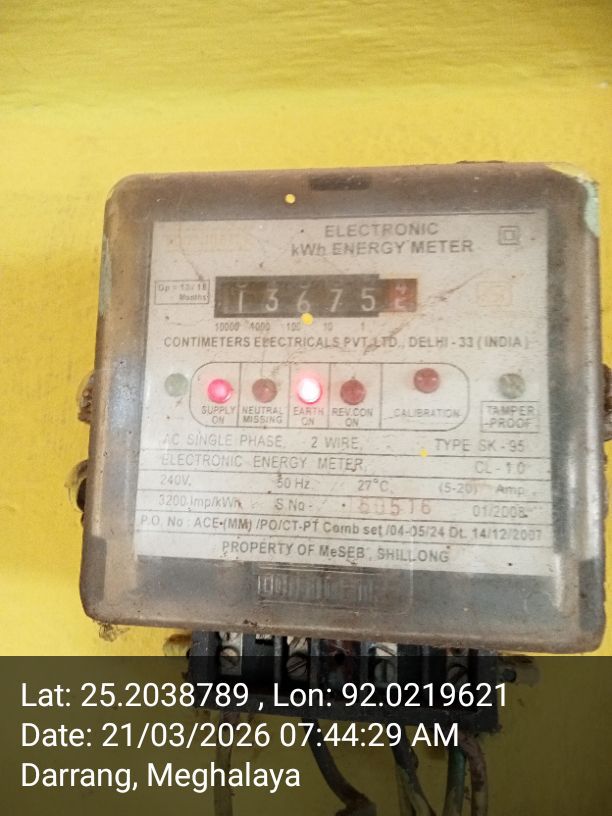 ELECTRONIC
kWh ENERGY METER
Gp = 13/18
Months
13675
10000 1000 100 10 1
CONTIMETERS ELECTRICALS PVT. LTD., DELHI - 33 (INDIA)
SUPPLY ON NEUTRAL MISSING EARTH ON REV.CON ON CALIBRATION TAMPER -PROOF
AC SINGLE PHASE, 2 WIRE, TYPE SK - 95
ELECTRONIC ENERGY METER, CL - 1.0
240V. 50 Hz. 27°C. (5-20) Amp
3200 Imp/kWh S.No 01/2008
P.O. No : ACE-(MM) /PO/CT-PT Comb set /04-05/24 Dt. 14/12/2007
PROPERTY OF MeSEB, SHILLONG
Lat: 25.2038789 , Lon: 92.0219621
Date: 21/03/2026 07:44:29 AM
Darrang, Meghalaya